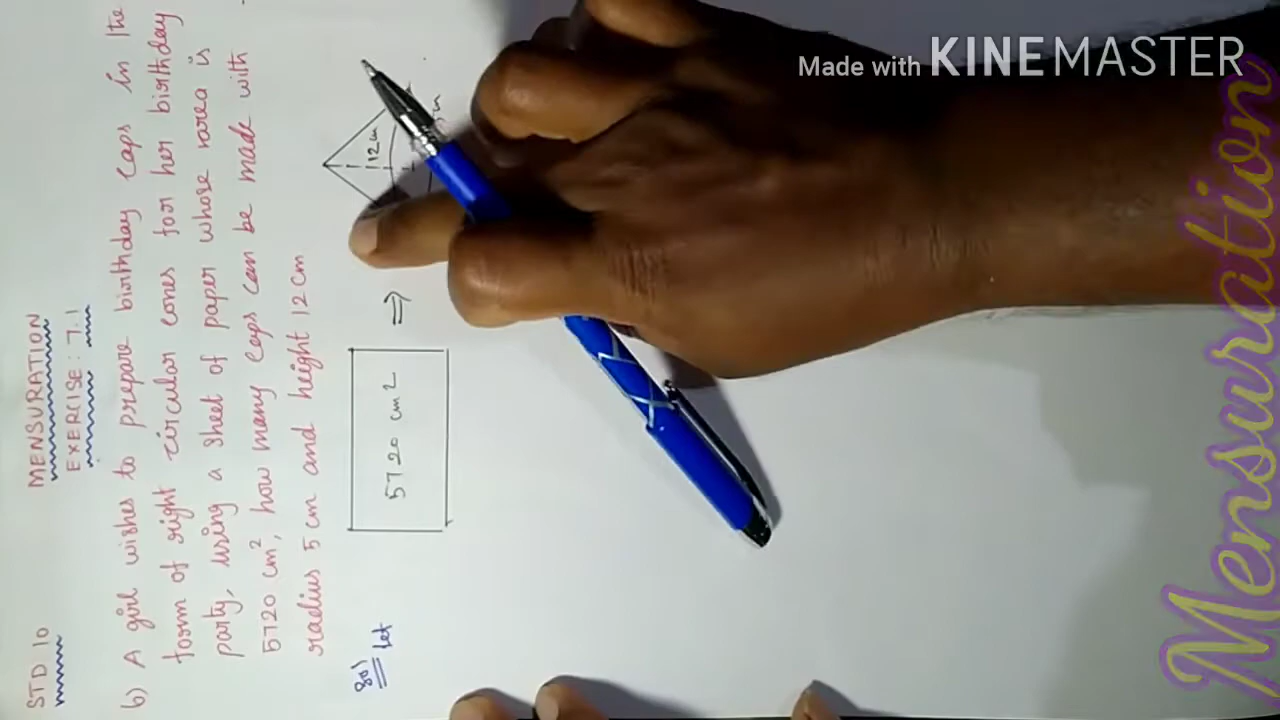 STD 10
MENSURATION
EXERCISE: 7.1
6) A girl wishes to prepare birthday caps in the
form of right circular cones for her birthday
party, using a sheet of paper whose area is
5720 cm², how many caps can be made with
radius 5 cm and height 12 cm
Sol
Let
5720 cm²
⇒
12 cm
Made with KINEMASTER
Mensuration